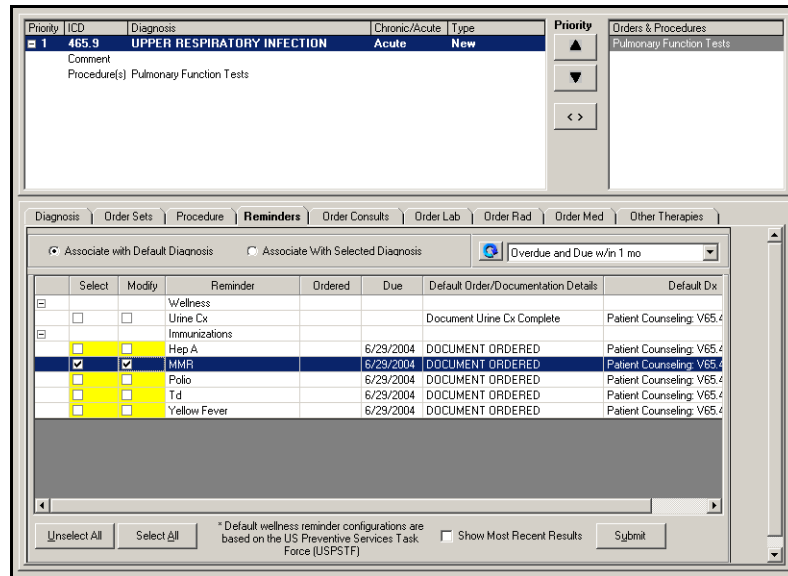 Priority ICD Diagnosis Chronic/Acute Type Priority Orders & Procedures
1 465.9 UPPER RESPIRATORY INFECTION Acute New Pulmonary Function Tests
Comment
Procedure(s) Pulmonary Function Tests
< >
Diagnosis Order Sets Procedure Reminders Order Consults Order Lab Order Rad Order Med Other Therapies
Associate with Default Diagnosis Associate With Selected Diagnosis Overdue and Due w/in 1 mo
Select Modify Reminder Ordered Due Default Order/Documentation Details Default Dx
Wellness
Urine Cx Document Urine Cx Complete Patient Counseling: V65.4
Immunizations
Hep A 6/29/2004 DOCUMENT ORDERED Patient Counseling: V65.4
MMR 6/29/2004 DOCUMENT ORDERED Patient Counseling: V65.4
Polio 6/29/2004 DOCUMENT ORDERED Patient Counseling: V65.4
Td 6/29/2004 DOCUMENT ORDERED Patient Counseling: V65.4
Yellow Fever 6/29/2004 DOCUMENT ORDERED Patient Counseling: V65.4
Unselect All Select All * Default wellness reminder configurations are
based on the US Preventive Services Task
Force (USPSTF)
Show Most Recent Results Submit